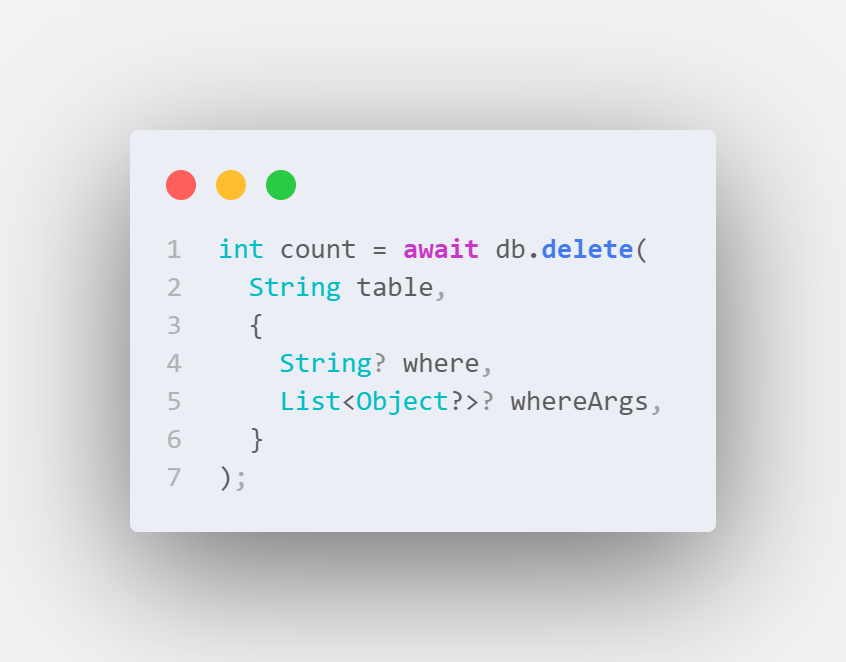 1 int count = await db.delete(
2 String table,
3 {
4 String? where,
5 List<Object?>? whereArgs,
6 }
7 );